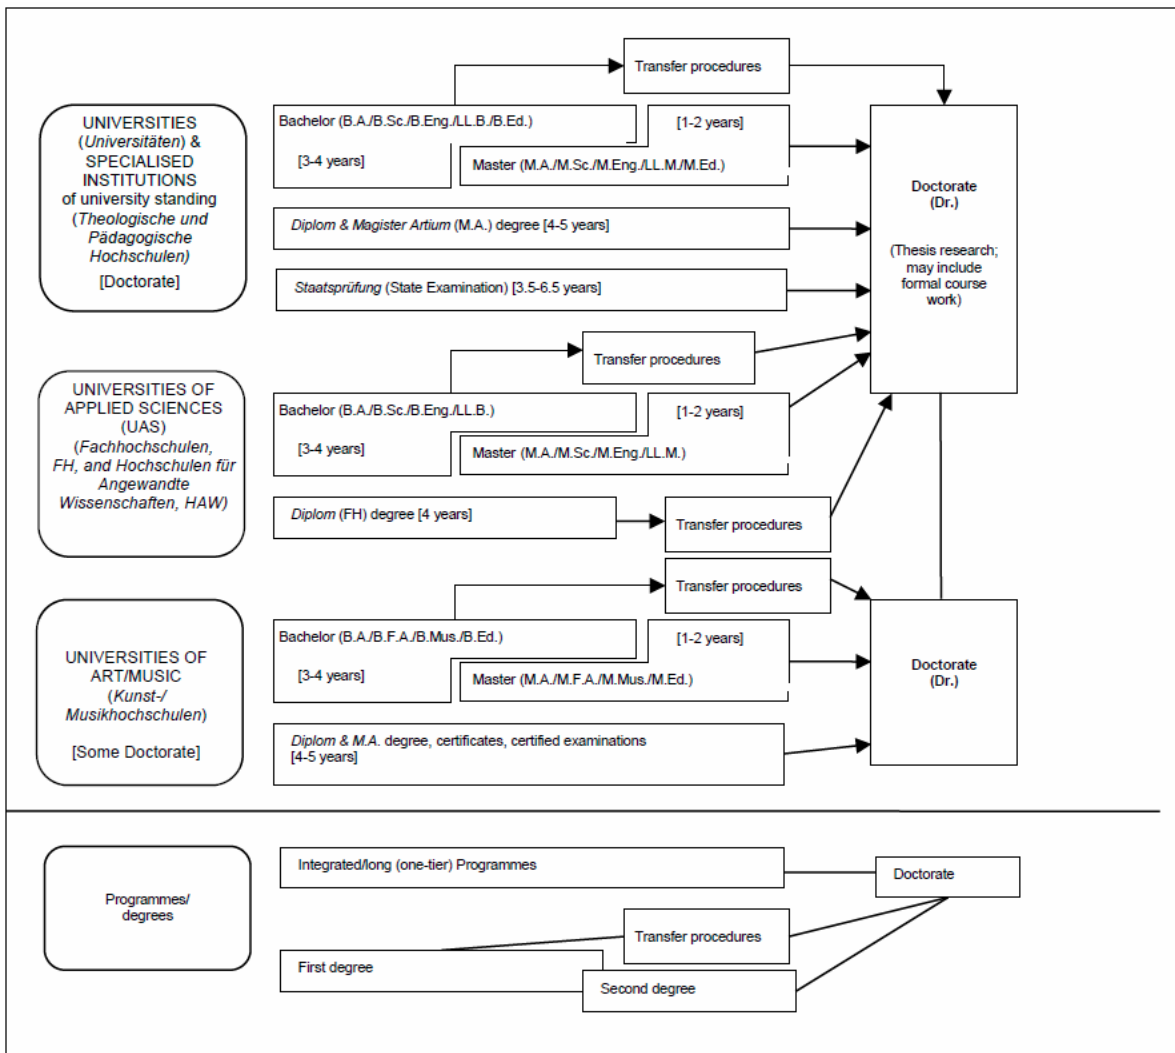 Transfer procedures
UNIVERSITIES
(Universitäten) &
SPECIALISED
INSTITUTIONS
of university standing
(Theologische und
Pädagogische
Hochschulen)
[Doctorate]
Bachelor (B.A./B.Sc./B.Eng./LL.B./B.Ed.)
[3-4 years]
[1-2 years]
Master (M.A./M.Sc./M.Eng./LL.M./M.Ed.)
Diplom & Magister Artium (M.A.) degree [4-5 years]
Staatsprüfung (State Examination) [3.5-6.5 years]
Doctorate
(Dr.)
(Thesis research;
may include
formal course
work)
Transfer procedures
UNIVERSITIES OF
APPLIED SCIENCES
(UAS)
(Fachhochschulen,
FH, and Hochschulen für
Angewandte
Wissenschaften, HAW)
Bachelor (B.A./B.Sc./B.Eng./LL.B.)
[3-4 years]
[1-2 years]
Master (M.A./M.Sc./M.Eng./LL.M.)
Diplom (FH) degree [4 years]
Transfer procedures
Transfer procedures
UNIVERSITIES OF
ART/MUSIC
(Kunst-/
Musikhochschulen)
[Some Doctorate]
Bachelor (B.A./B.F.A./B.Mus./B.Ed.)
[3-4 years]
[1-2 years]
Master (M.A./M.F.A./M.Mus./M.Ed.)
Diplom & M.A. degree, certificates, certified examinations
[4-5 years]
Doctorate
(Dr.)
Programmes/
degrees
Integrated/long (one-tier) Programmes
Doctorate
Transfer procedures
First degree
Second degree